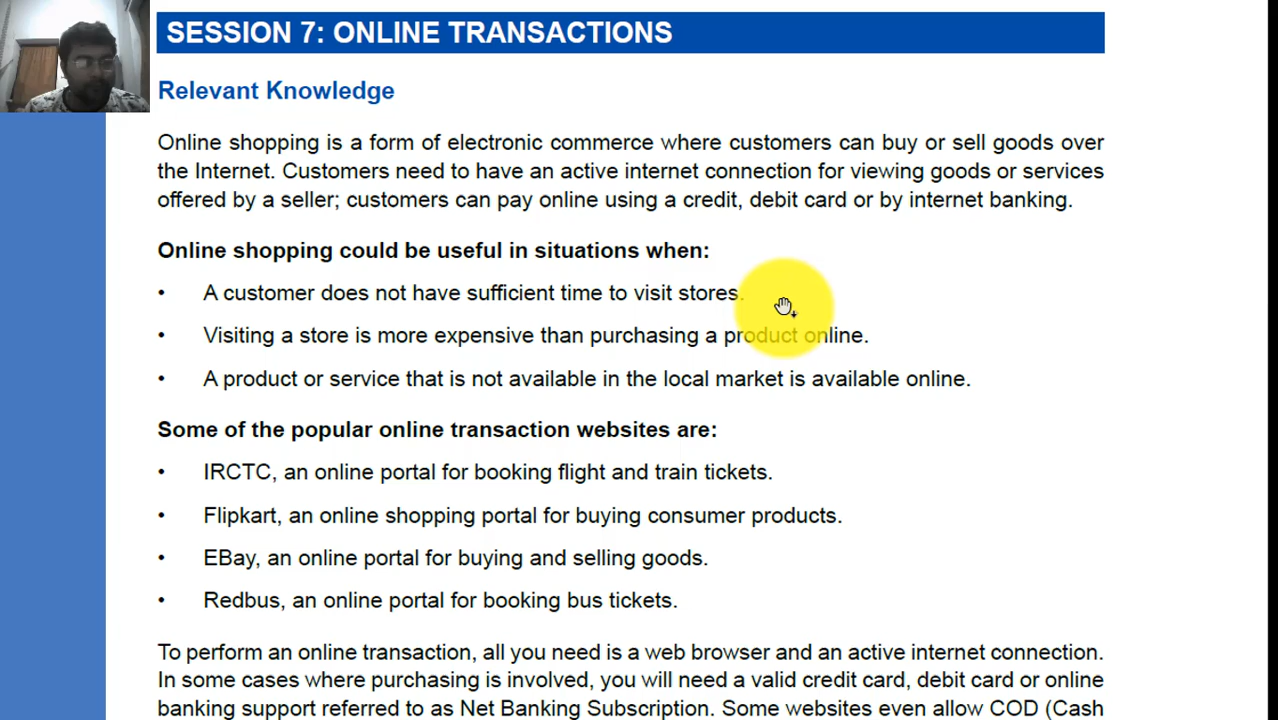 SESSION 7: ONLINE TRANSACTIONS
Relevant Knowledge
Online shopping is a form of electronic commerce where customers can buy or sell goods over
the Internet. Customers need to have an active internet connection for viewing goods or services
offered by a seller; customers can pay online using a credit, debit card or by internet banking.
Online shopping could be useful in situations when:
• A customer does not have sufficient time to visit stores.
• Visiting a store is more expensive than purchasing a product online.
• A product or service that is not available in the local market is available online.
Some of the popular online transaction websites are:
• IRCTC, an online portal for booking flight and train tickets.
• Flipkart, an online shopping portal for buying consumer products.
• EBay, an online portal for buying and selling goods.
• Redbus, an online portal for booking bus tickets.
To perform an online transaction, all you need is a web browser and an active internet connection.
In some cases where purchasing is involved, you will need a valid credit card, debit card or online
banking support referred to as Net Banking Subscription. Some websites even allow COD (Cash